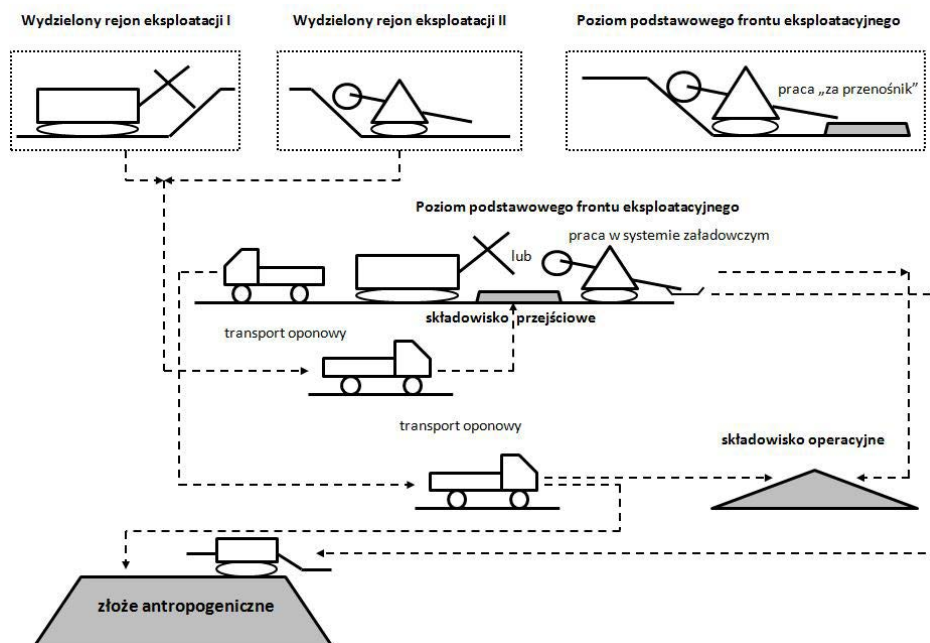 Wydzielony rejon eksploatacji I
Wydzielony rejon eksploatacji II
Poziom podstawowego frontu eksploatacyjnego
praca „za przenośnik”
Poziom podstawowego frontu eksploatacyjnego
praca w systemie załadowczym
lub
składowisko przejściowe
transport oponowy
transport oponowy
składowisko operacyjne
złoże antropogeniczne